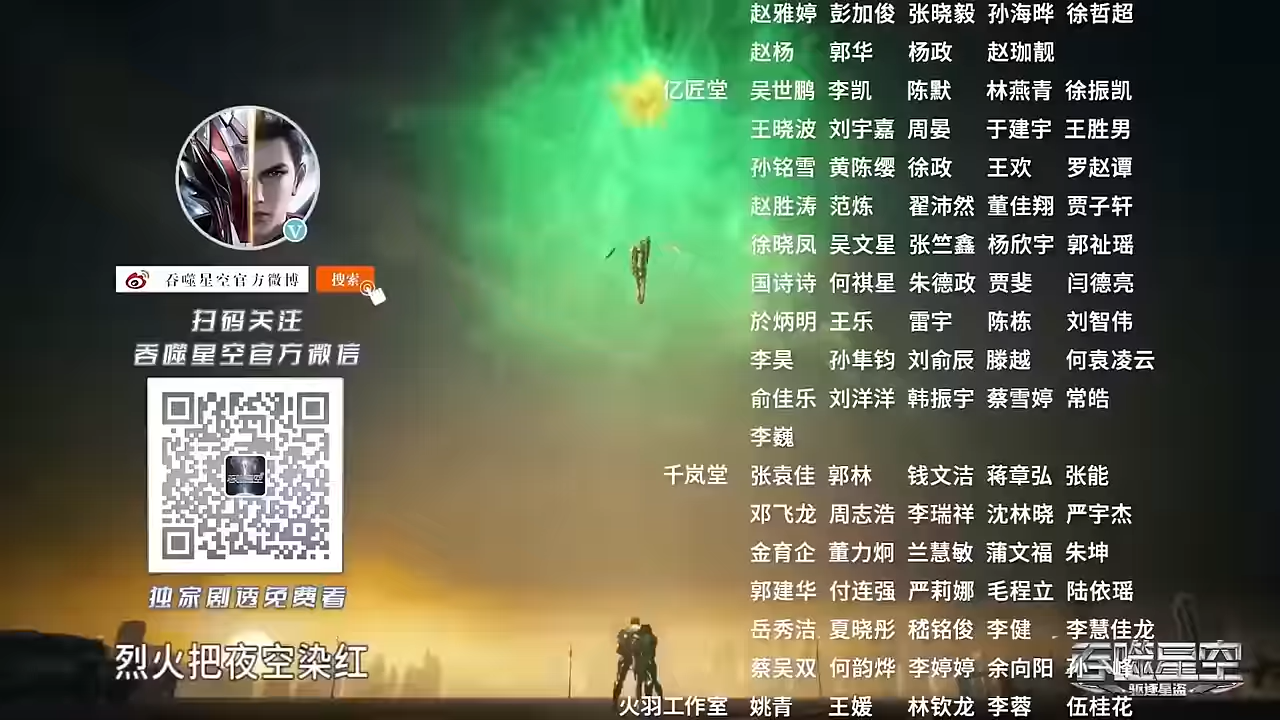 吞噬星空官方微博 搜索
扫码关注
吞噬星空官方微信
独家剧透免费看
烈火把夜空染红
赵雅婷 彭加俊 张晓毅 孙海晔 徐哲超
赵杨 郭华 杨政 赵珈靓
亿匠堂 吴世鹏 李凯 陈默 林燕青 徐振凯
王晓波 刘宇嘉 周晏 于建宇 王胜男
孙铭雪 黄陈缨 徐政 王欢 罗赵谭
赵胜涛 范炼 翟沛然 董佳翔 贾子轩
徐晓凤 吴文星 张竺鑫 杨欣宇 郭祉瑶
国诗诗 何祺星 朱德政 贾斐 闫德亮
於炳明 王乐 雷宇 陈栋 刘智伟
李昊 孙隼钧 刘俞辰 滕越 何袁凌云
俞佳乐 刘洋洋 韩振宇 蔡雪婷 常皓
李巍
千岚堂 张袁佳 郭林 钱文洁 蒋章弘 张能
邓飞龙 周志浩 李瑞祥 沈林晓 严宇杰
金育企 董力炯 兰慧敏 蒲文福 朱坤
郭建华 付连强 严莉娜 毛程立 陆依瑶
岳秀洁 夏晓彤 嵇铭俊 李健 李慧佳龙
蔡吴双 何韵烨 李婷婷 余向阳 孙 峰
火羽工作室 姚青 王媛 林钦龙 李蓉 伍桂花
吞噬星空
驱逐星盗